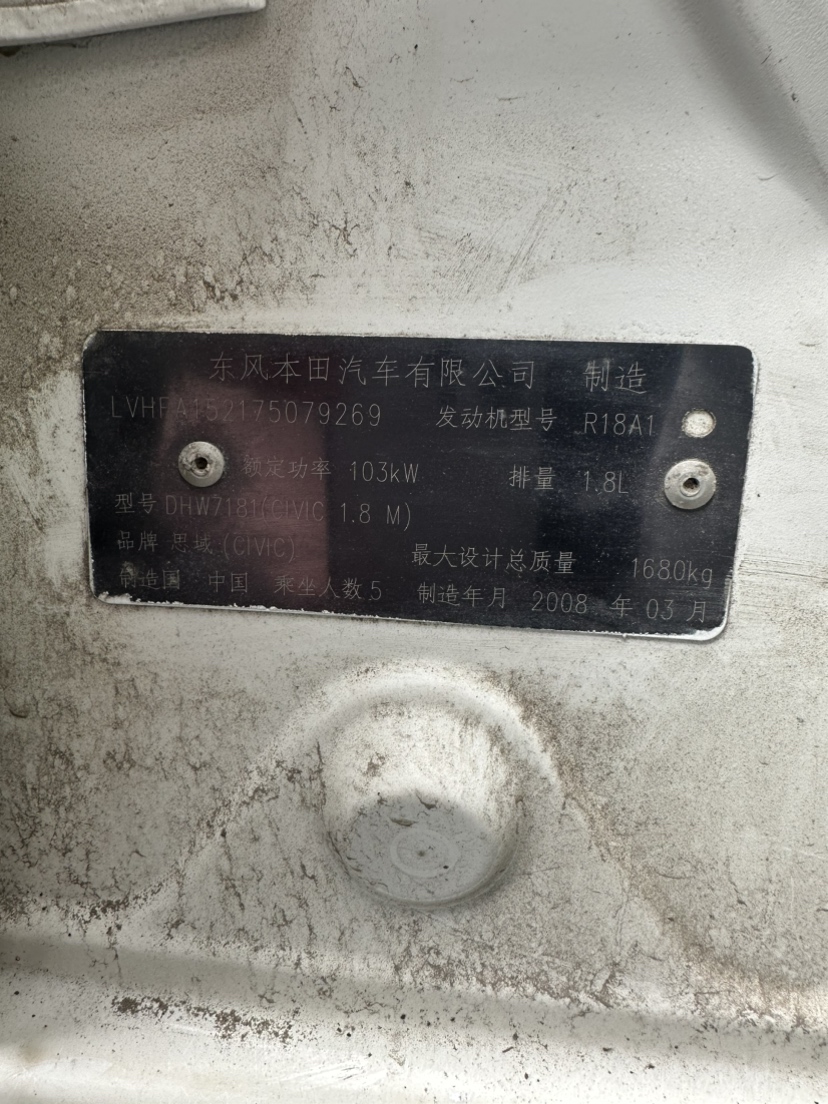 东风本田汽车有限公司 制造
LVHFA152175079269 发动机型号 R18A1
额定功率 103kW 排量 1.8L
型号 DHW7181(CIVIC 1.8 M)
品牌 思域 (CIVIC) 最大设计总质量 1680kg
制造国 中国 乘坐人数 5 制造年月 2008 年 03 月